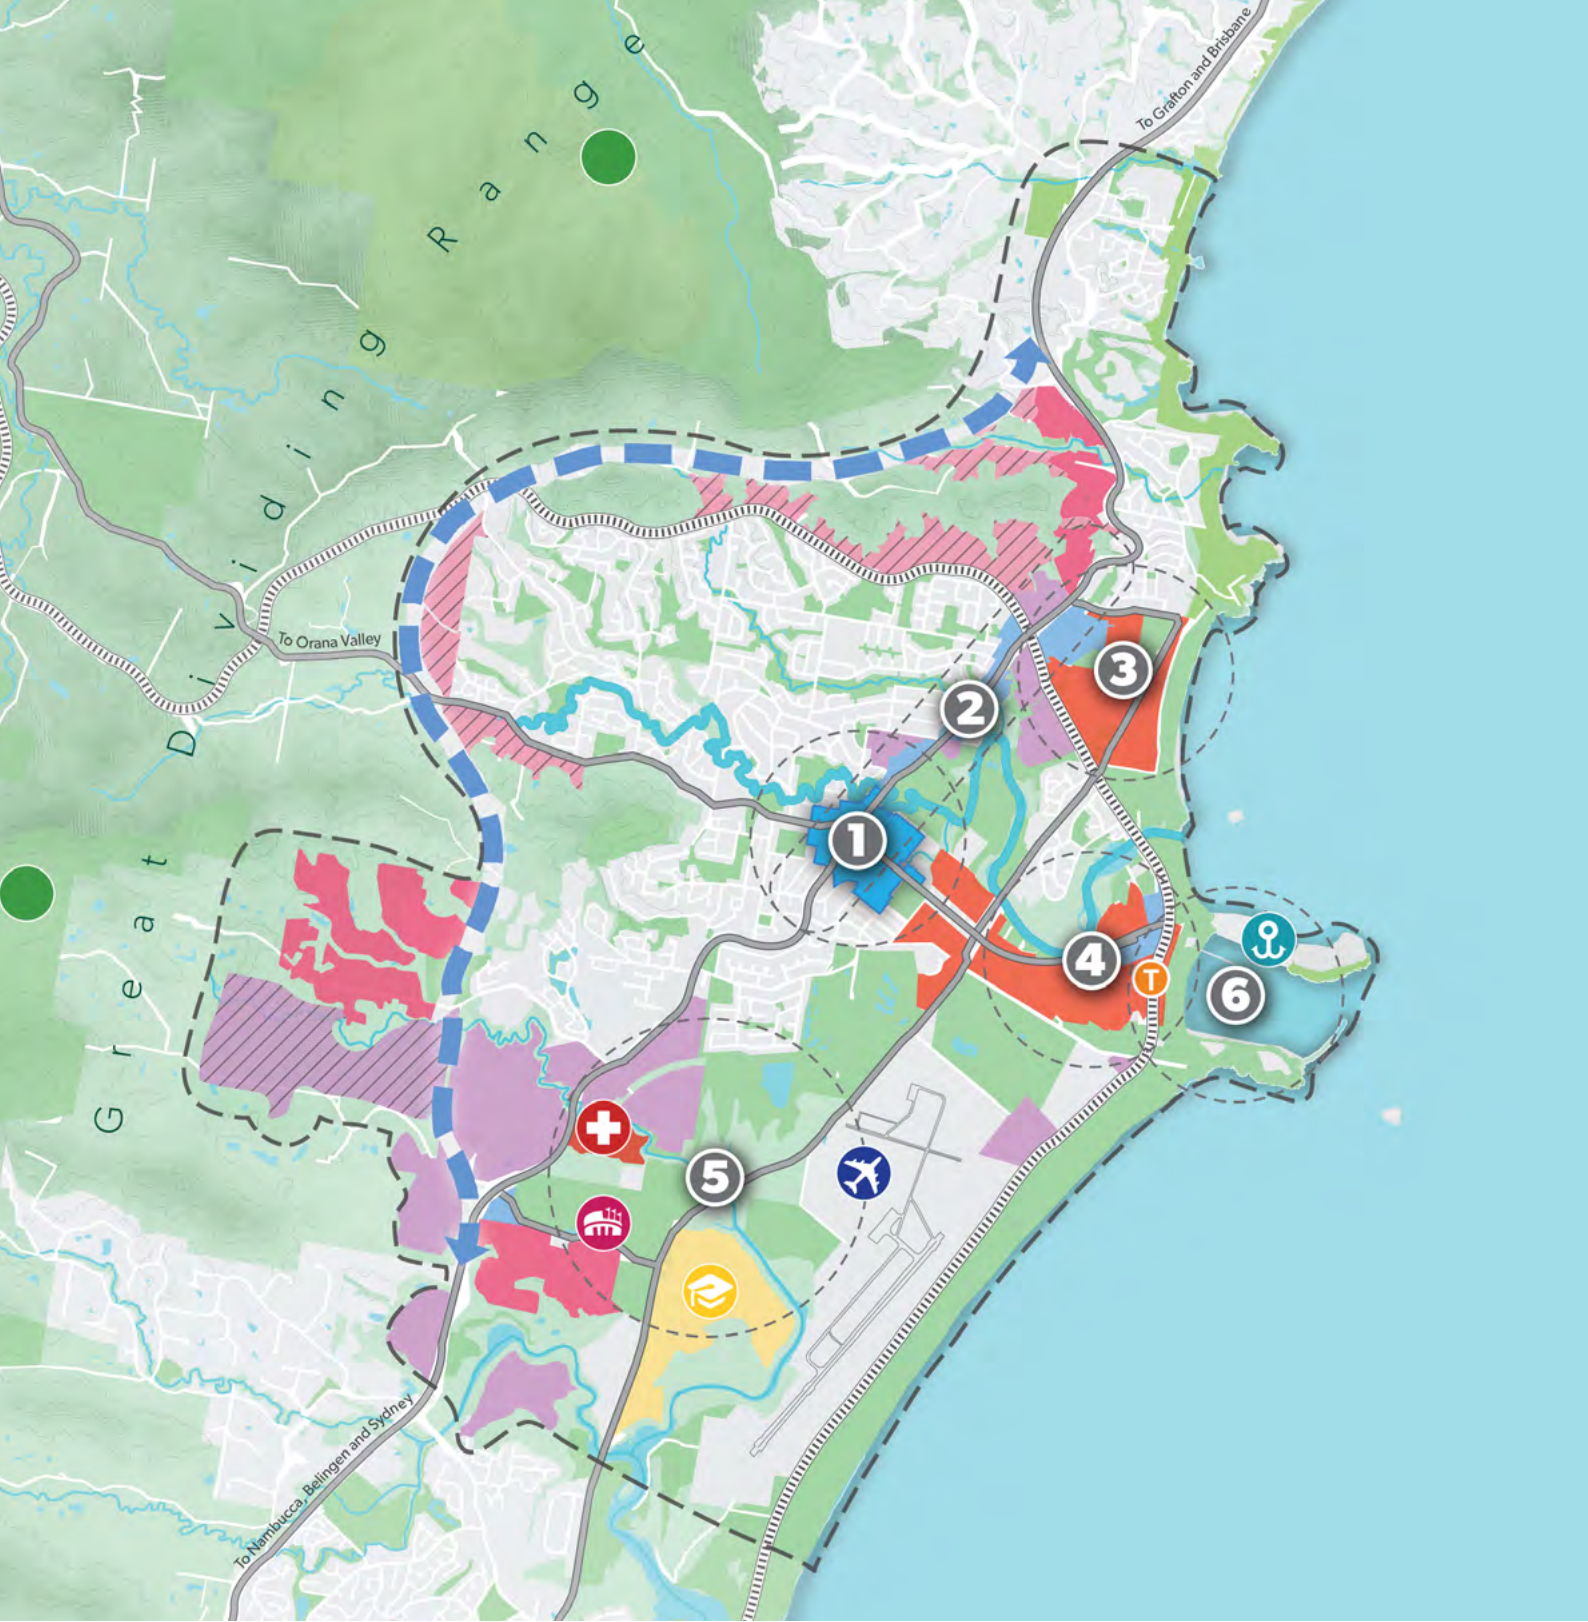 To Grafton and Brisbane
Great Dividing Range
To Orana Valley
3
2
1
4
T
6
5
To Nambucca, Belingen and Sydney